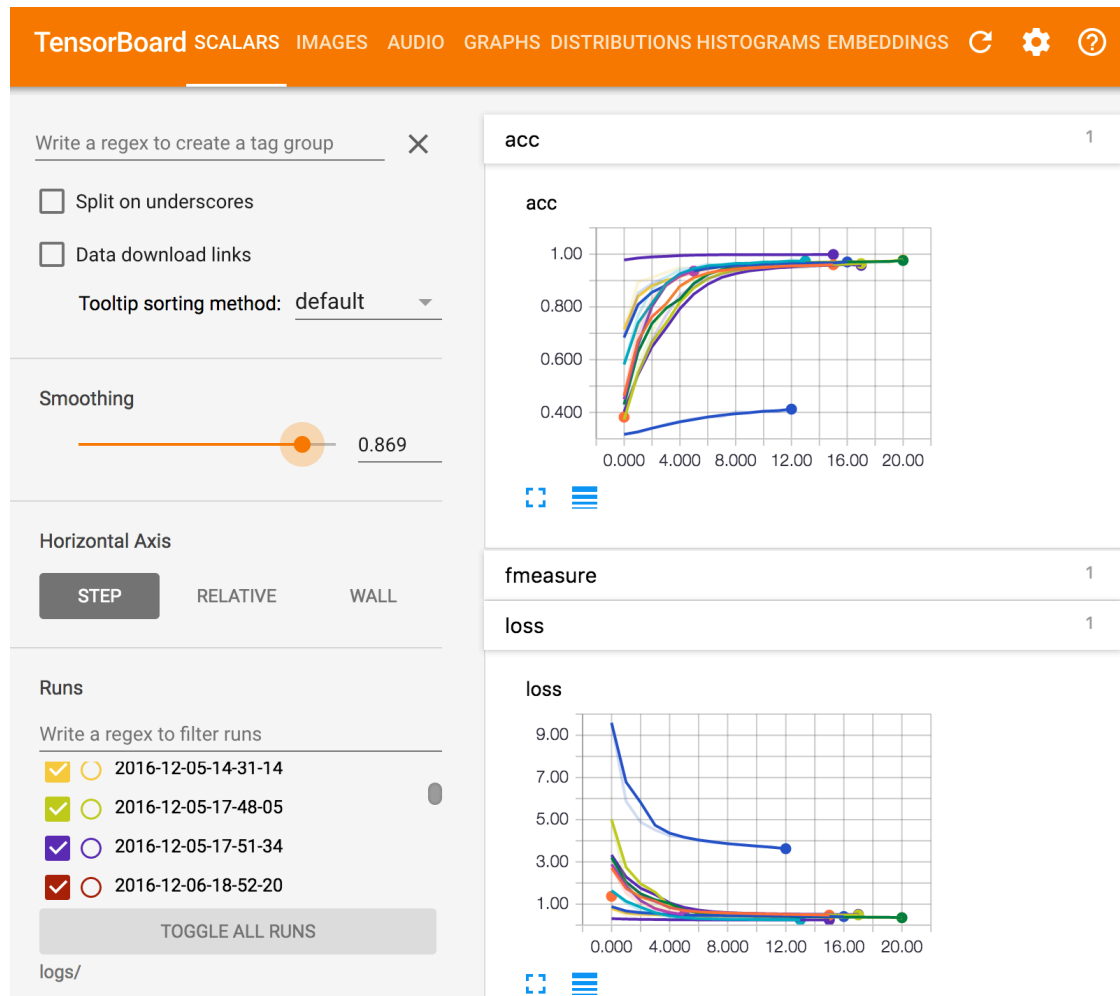 TensorBoard SCALARS IMAGES AUDIO GRAPHS DISTRIBUTIONS HISTOGRAMS EMBEDDINGS
Write a regex to create a tag group
Split on underscores
Data download links
Tooltip sorting method: default
Smoothing
0.869
Horizontal Axis
STEP RELATIVE WALL
Runs
Write a regex to filter runs
2016-12-05-14-31-14
2016-12-05-17-48-05
2016-12-05-17-51-34
2016-12-06-18-52-20
TOGGLE ALL RUNS
logs/
acc 1
acc
1.00
0.800
0.600
0.400
0.000 4.000 8.000 12.00 16.00 20.00
fmeasure 1
loss 1
loss
9.00
7.00
5.00
3.00
1.00
0.000 4.000 8.000 12.00 16.00 20.00